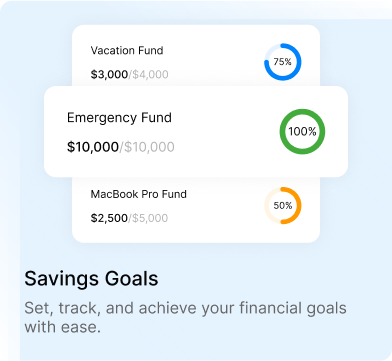 Vacation Fund
75%
$3,000/$4,000
Emergency Fund
100%
$10,000/$10,000
MacBook Pro Fund
50%
$2,500/$5,000
Savings Goals
Set, track, and achieve your financial goals
with ease.